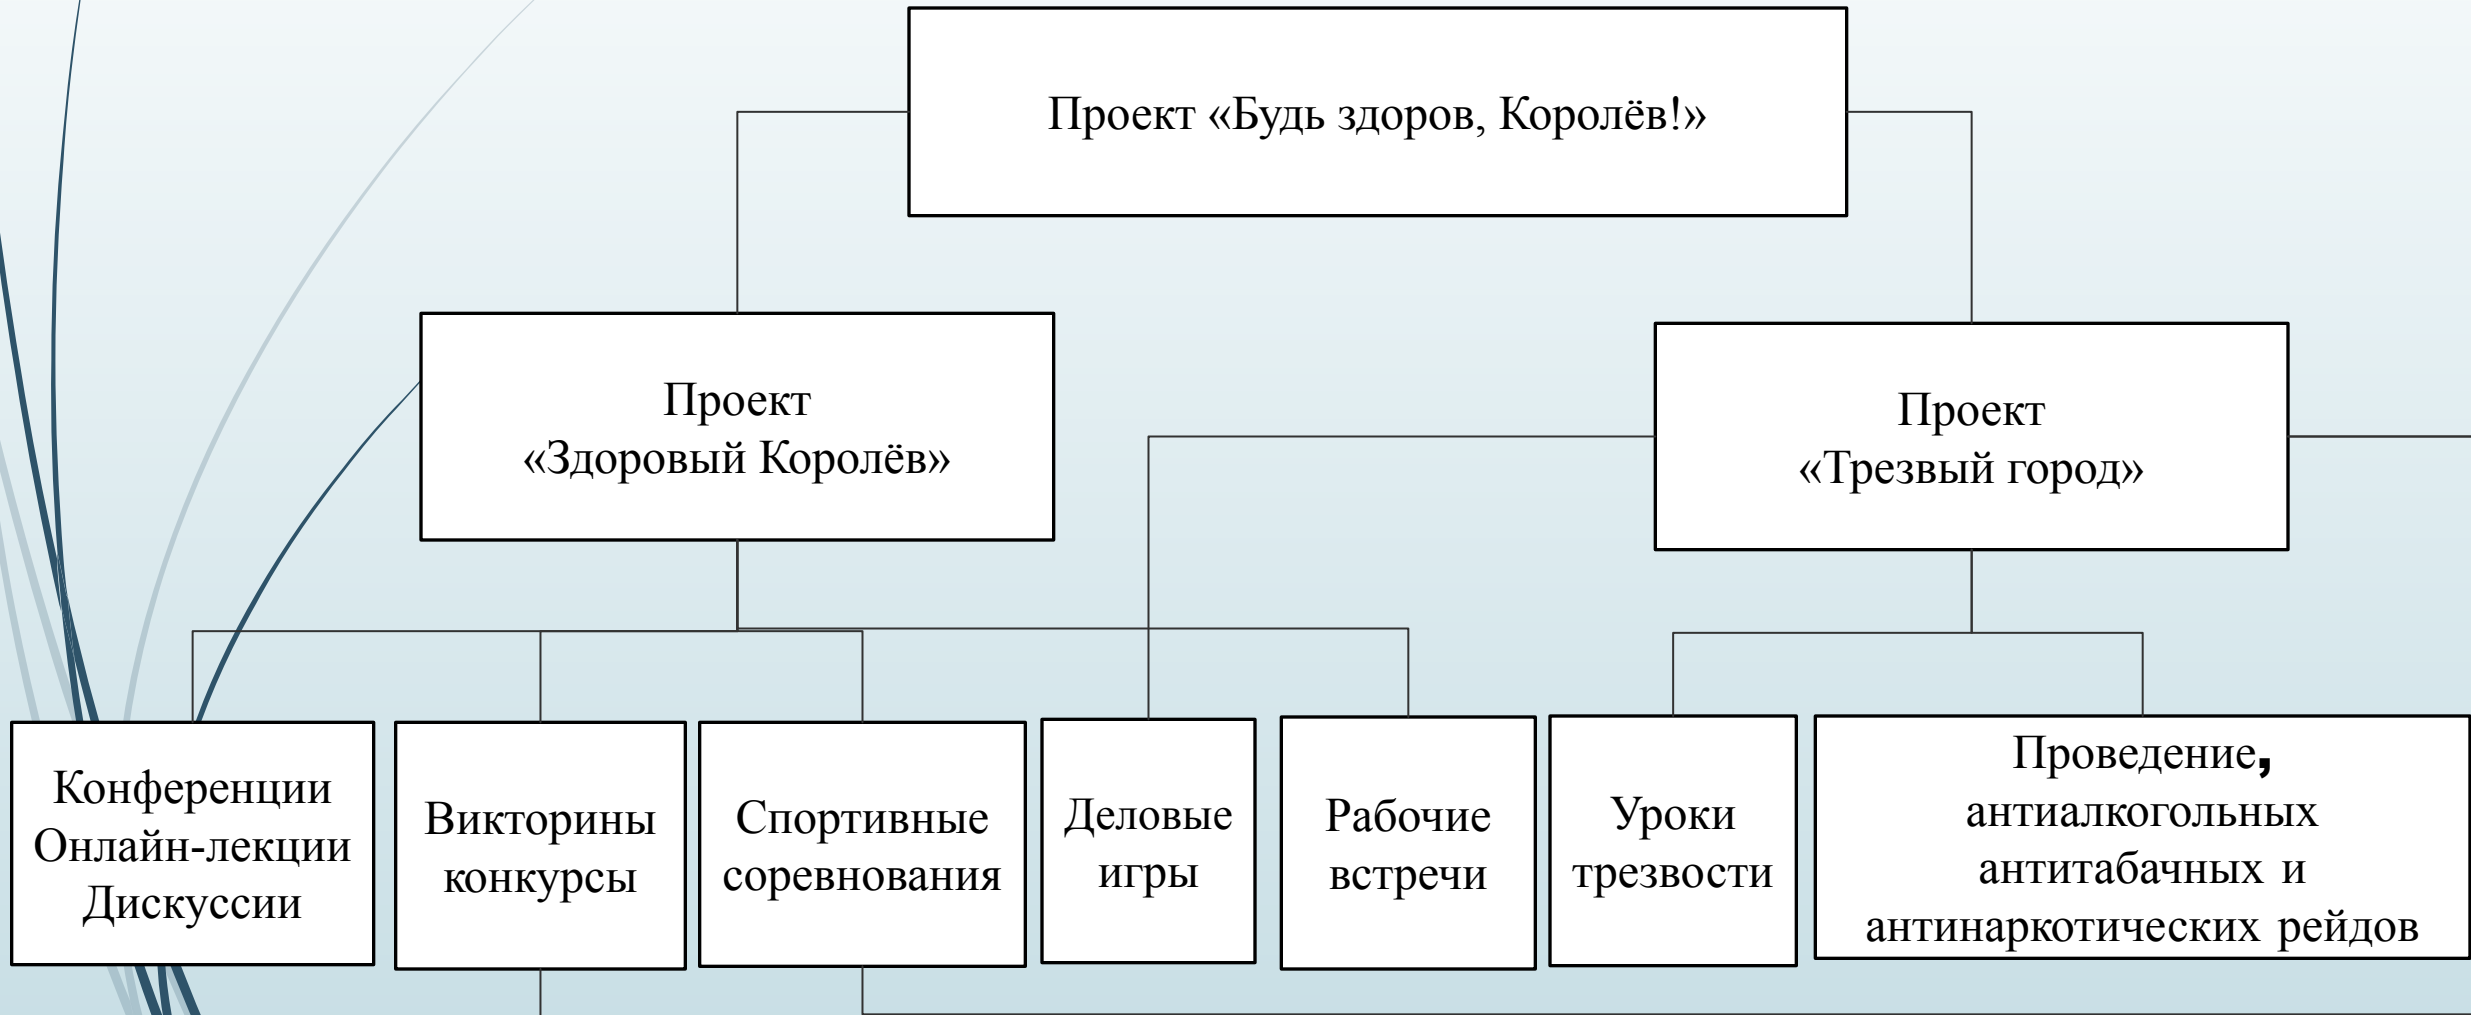 Проект «Будь здоров, Королёв!»
Проект
«Здоровый Королёв»
Проект
«Трезвый город»
Конференции
Онлайн-лекции
Дискуссии
Викторины
конкурсы
Спортивные
соревнования
Деловые
игры
Рабочие
встречи
Уроки
трезвости
Проведение,
антиалкогольных
антитабачных и
антинаркотических рейдов